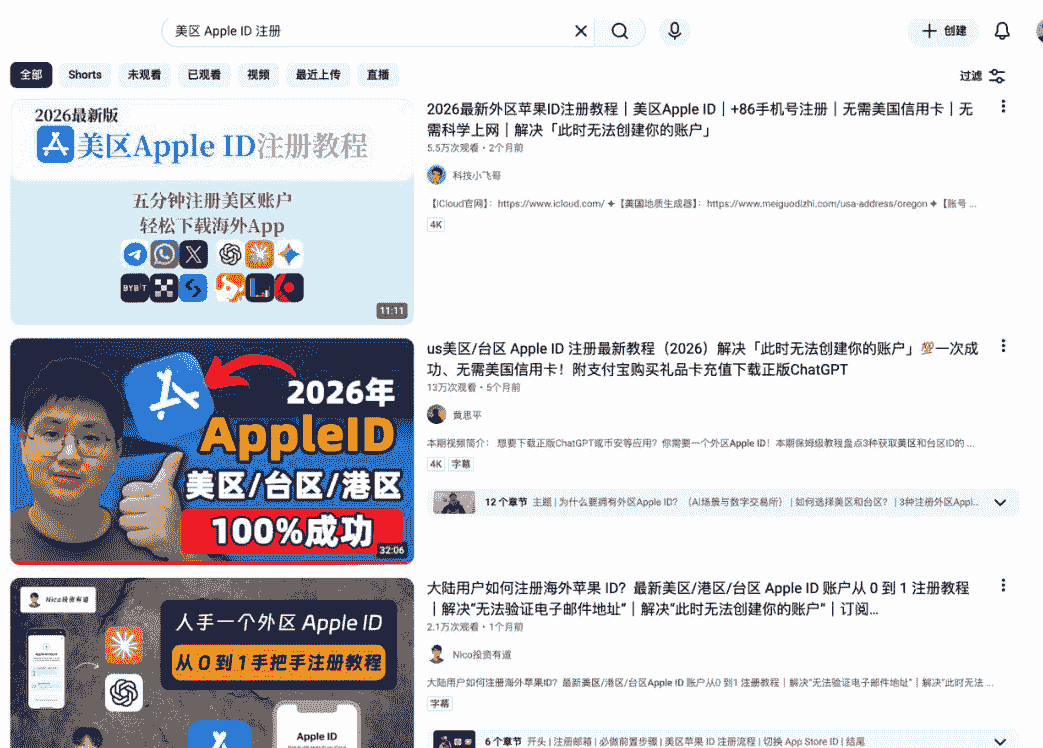 美区 Apple ID 注册
创建
全部
Shorts
未观看
已观看
视频
最近上传
直播
过滤
2026最新版
美区Apple ID注册教程
五分钟注册美区账户
轻松下载海外App
BYBIT
11:11
2026最新外区苹果ID注册教程｜美区Apple ID｜+86手机号注册｜无需美国信用卡｜无
需科学上网｜解决「此时无法创建你的账户」
5.5万次观看・2个月前
科技小飞哥
【iCloud官网】：https://www.icloud.com/ ✦【美国地质生成器】：https://www.meiguodizhi.com/usa-address/oregon ✦【账号 ...
4K
2026年
AppleID
美区/台区/港区
100%成功
32:06
us美区/台区 Apple ID 注册最新教程（2026）解决「此时无法创建你的账户」💯一次成
功、无需美国信用卡！附支付宝购买礼品卡充值下载正版ChatGPT
13万次观看・5个月前
黄思平
本期视频简介： 想要下载正版ChatGPT或币安等应用？你需要一个外区Apple ID！本期保姆级教程盘点3种获取美区和台区ID的 ...
4K
字幕
12 个章节 主题 | 为什么要拥有外区Apple ID？（AI场景与数字交易所） | 如何选择美区和台区？ | 3种注册外区Appl...
Nico投资有道
人手一个外区 Apple ID
从 0 到 1 手把手注册教程
Apple ID
大陆用户如何注册海外苹果 ID？最新美区/港区/台区 Apple ID 账户从 0 到 1 注册教程
｜解决“无法验证电子邮件地址”｜解决“此时无法创建你的账户”｜订阅...
2.1万次观看・1个月前
Nico投资有道
大陆用户如何注册海外苹果ID？最新美区/港区/台区Apple ID 账户从0 到1 注册教程｜解决“无法验证电子邮件地址”｜解决“此时无法 ...
字幕
6 个章节 开头 | 注册邮箱 | 必做前置步骤 | 美区苹果 ID 注册流程 | 切换 App Store ID | 结尾